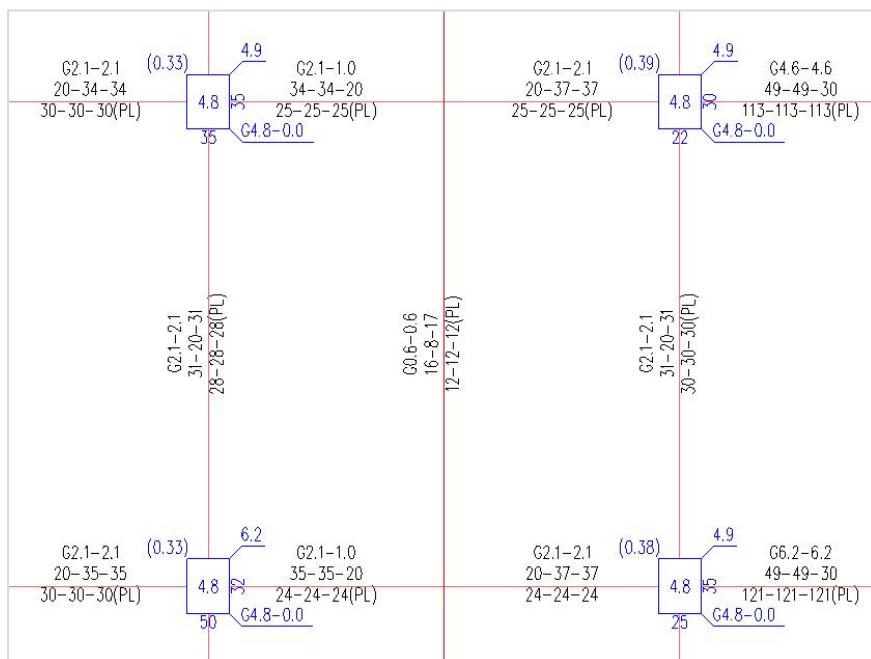 4.9
(0.33)
G2.1-2.1
20-34-34
30-30-30(PL)
4.8
35
35
G4.8-0.0
G2.1-1.0
34-34-20
25-25-25(PL)
G2.1-2.1
20-37-37
25-25-25(PL)
4.9
(0.39)
4.8
30
22
G4.8-0.0
G4.6-4.6
49-49-30
113-113-113(PL)
G2.1-2.1
31-20-31
28-28-28(PL)
G0.6-0.6
16-8-17
12-12-12(PL)
G2.1-2.1
31-20-31
30-30-30(PL)
6.2
(0.33)
G2.1-2.1
20-35-35
30-30-30(PL)
4.8
32
50
G4.8-0.0
G2.1-1.0
35-35-20
24-24-24(PL)
G2.1-2.1
20-37-37
24-24-24
4.9
(0.38)
4.8
35
25
G4.8-0.0
G6.2-6.2
49-49-30
121-121-121(PL)